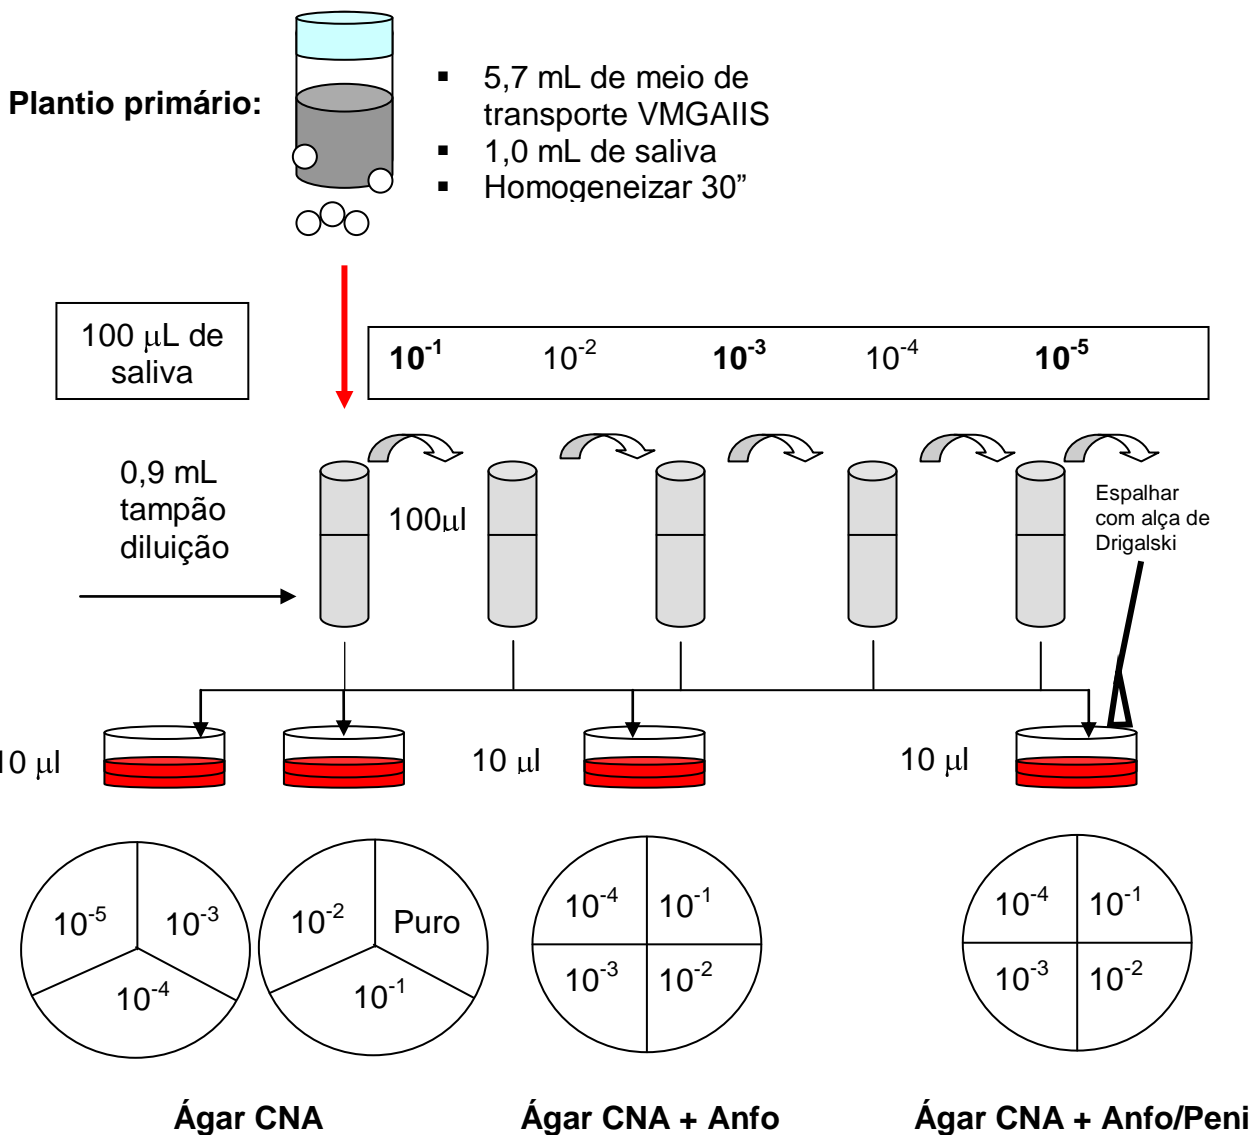 Plantio primário:
▪ 5,7 mL de meio de
transporte VMGAIIS
▪ 1,0 mL de saliva
▪ Homogeneizar 30”
100 μL de
saliva
10⁻¹ 10⁻² 10⁻³ 10⁻⁴ 10⁻⁵
0,9 mL
tampão
diluição
100μl
Espalhar
com alça de
Drigalski
10 μl
10 μl
10 μl
10⁻⁵ 10⁻³
10⁻⁴
10⁻² Puro
10⁻¹
10⁻⁴ 10⁻¹
10⁻³ 10⁻²
10⁻⁴ 10⁻¹
10⁻³ 10⁻²
Ágar CNA
Ágar CNA + Anfo
Ágar CNA + Anfo/Peni